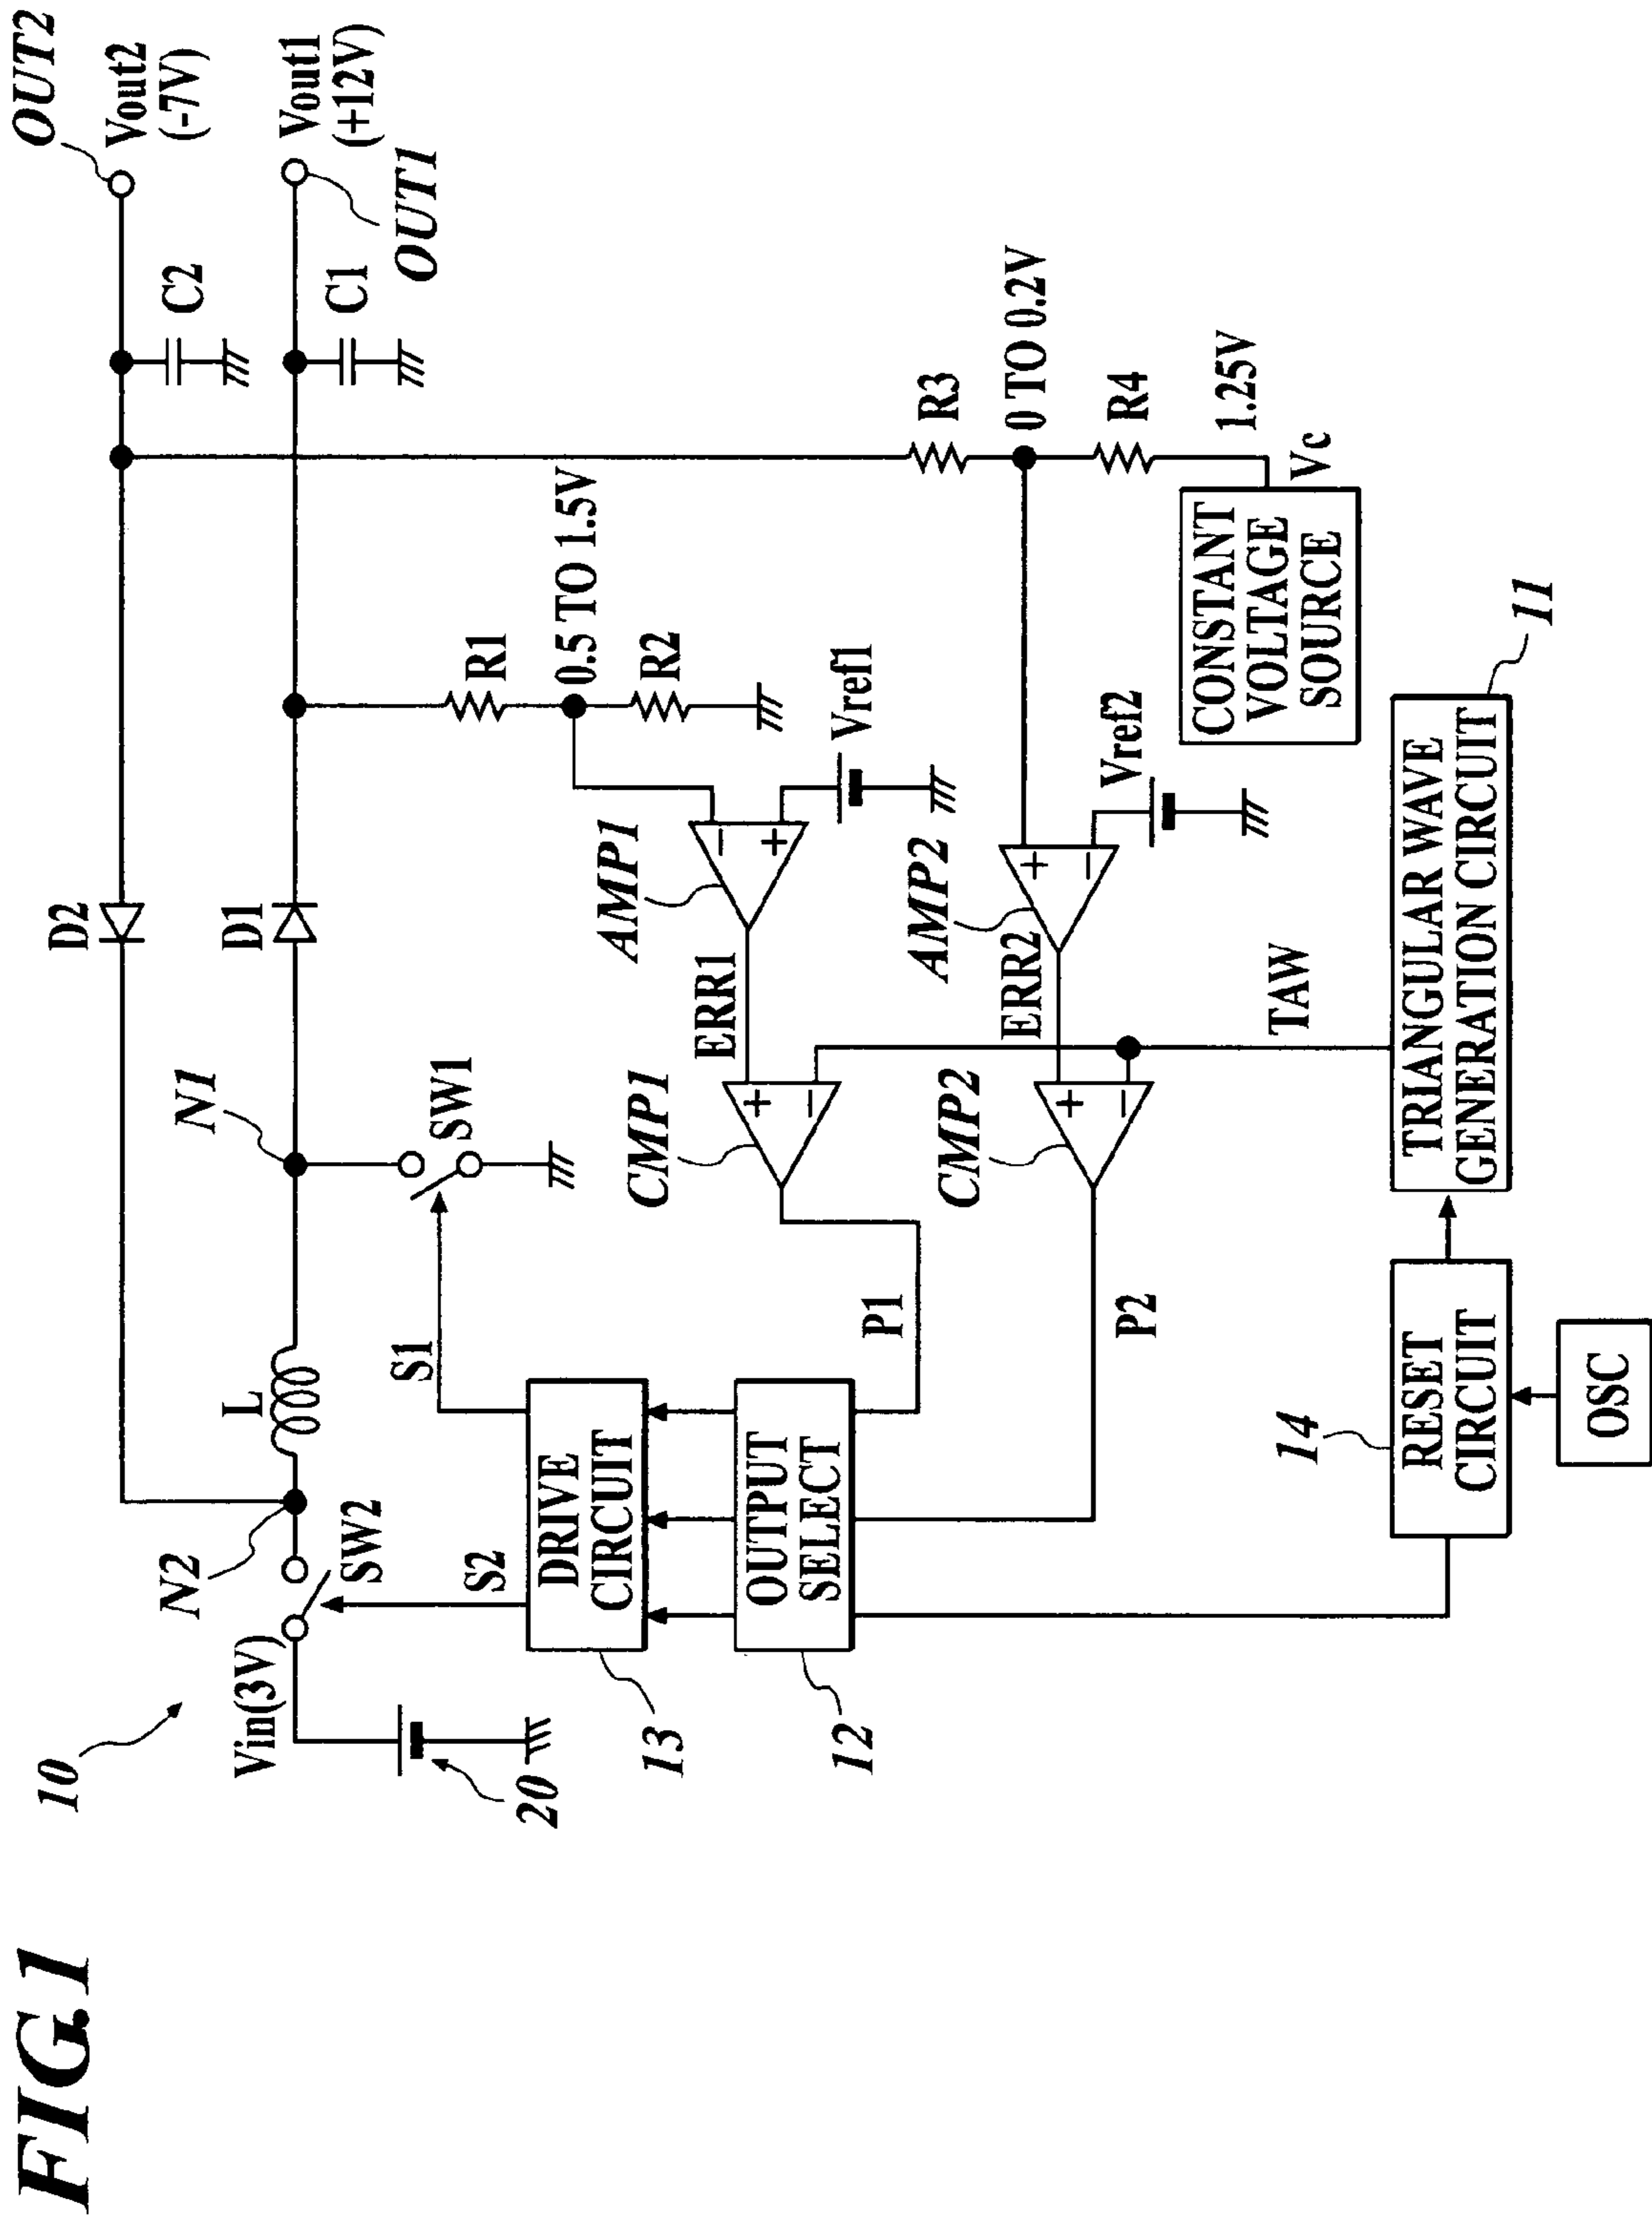 FIG.1
10
OUT2
Vout2
(-7V)
C2
D2
Vout1
(+12V)
OUT1
C1
D1
N1
L
N2
Vin(3V)
SW2
SW1
S1
S2
20
R1
0.5 TO 1.5V
R2
Vref1
AMP1
−
+
ERR1
CMP1
+
−
P1
DRIVE
CIRCUIT
13
OUTPUT
SELECT
12
R3
0 TO 0.2V
R4
1.25V
Vc
CONSTANT
VOLTAGE
SOURCE
Vref2
AMP2
+
−
ERR2
CMP2
+
−
P2
TAW
TRIANGULAR WAVE
GENERATION CIRCUIT
11
RESET
CIRCUIT
14
OSC